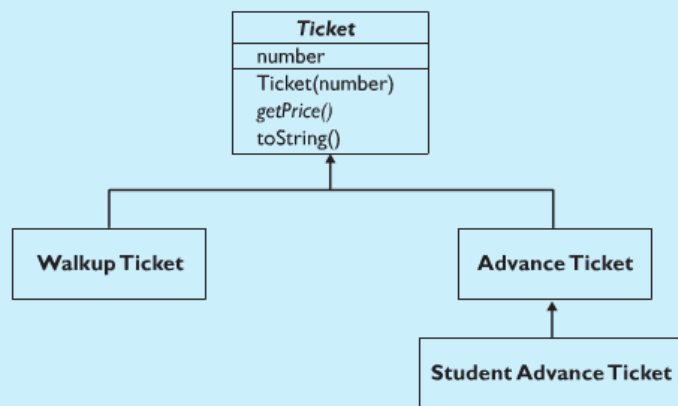 Ticket
number
Ticket(number)
getPrice()
toString()
Walkup Ticket
Advance Ticket
Student Advance Ticket